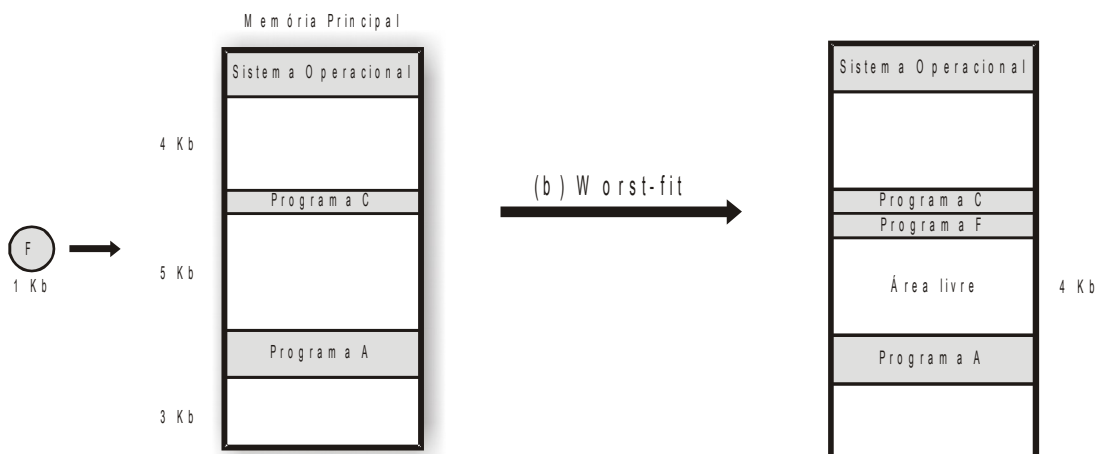 Memória Principal
Sistema Operacional
4 Kb
Programa C
F
1 Kb
5 Kb
Programa A
3 Kb
(b) Worst-fit
Sistema Operacional
Programa C
Programa F
Área livre
4 Kb
Programa A